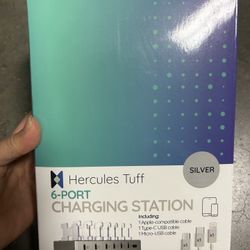 Hercules Tuff
SILVER
6-PORT
CHARGING STATION
Including:
1 Apple-compatible cable
1 Type-C USB cable
1 Micro-USB cable